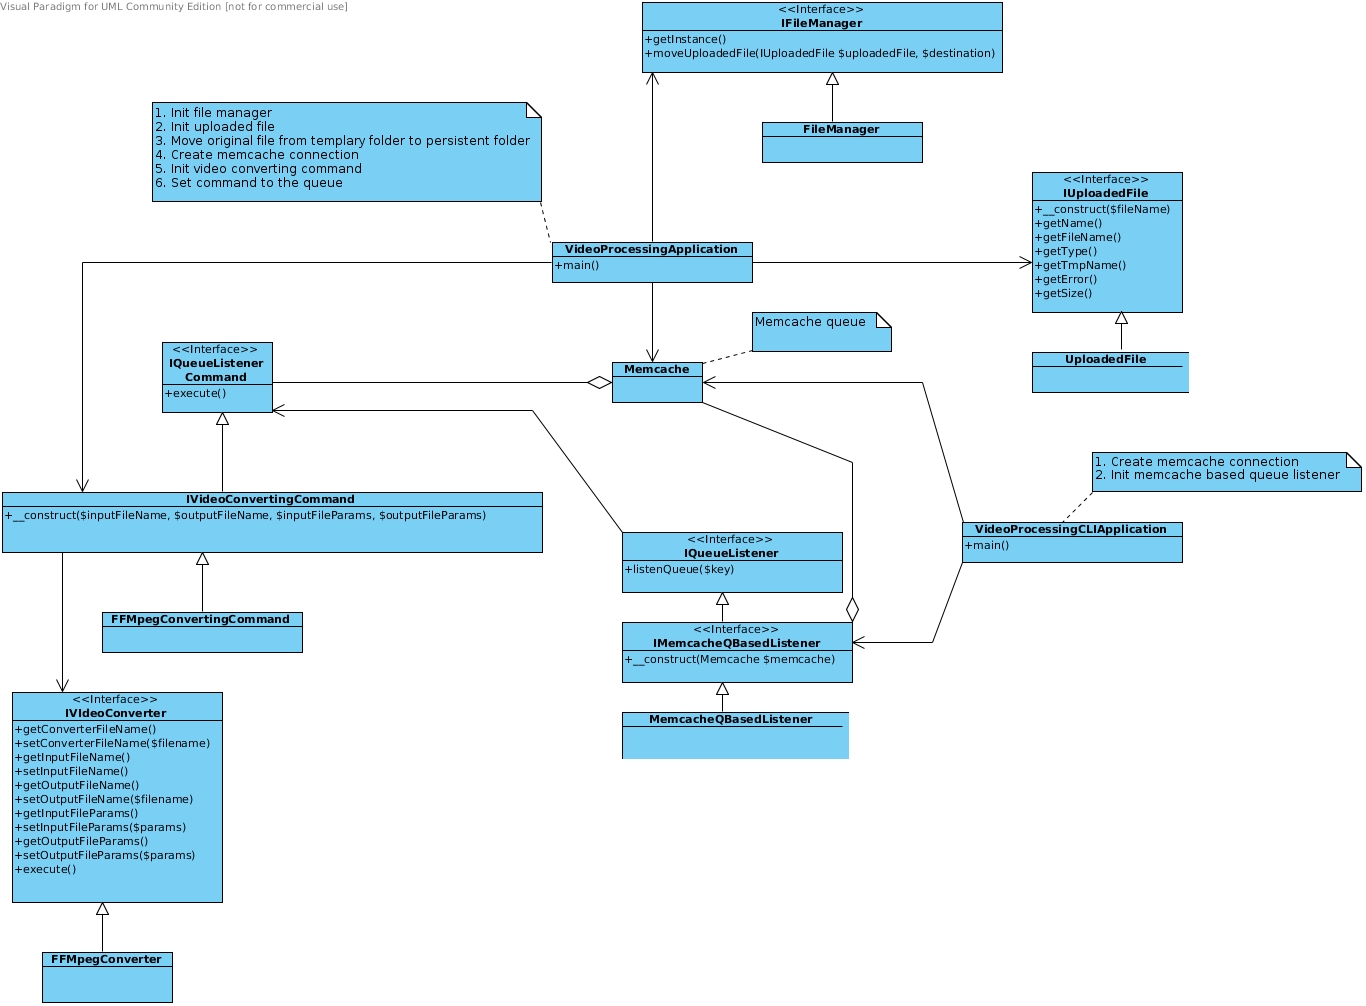 Visual Paradigm for UML Community Edition [not for commercial use]
<<Interface>>
IFileManager
+getInstance()
+moveUploadedFile(IUploadedFile $uploadedFile, $destination)
FileManager
1. Init file manager
2. Init uploaded file
3. Move original file from templary folder to persistent folder
4. Create memcache connection
5. Init video converting command
6. Set command to the queue
<<Interface>>
IUploadedFile
+__construct($fileName)
+getName()
+getFileName()
+getType()
+getTmpName()
+getError()
+getSize()
UploadedFile
VideoProcessingApplication
+main()
Memcache queue
Memcache
<<Interface>>
IQueueListener
Command
+execute()
1. Create memcache connection
2. Init memcache based queue listener
VideoProcessingCLIApplication
+main()
IVideoConvertingCommand
+__construct($inputFileName, $outputFileName, $inputFileParams, $outputFileParams)
<<Interface>>
IQueueListener
+listenQueue($key)
FFMpegConvertingCommand
<<Interface>>
IMemcacheQBasedListener
+__construct(Memcache $memcache)
MemcacheQBasedListener
<<Interface>>
IVIdeoConverter
+getConverterFileName()
+setConverterFileName($filename)
+getInputFileName()
+setInputFileName()
+getOutputFileName()
+setOutputFileName($filename)
+getInputFileParams()
+setInputFileParams($params)
+getOutputFileParams()
+setOutputFileParams($params)
+execute()
FFMpegConverter